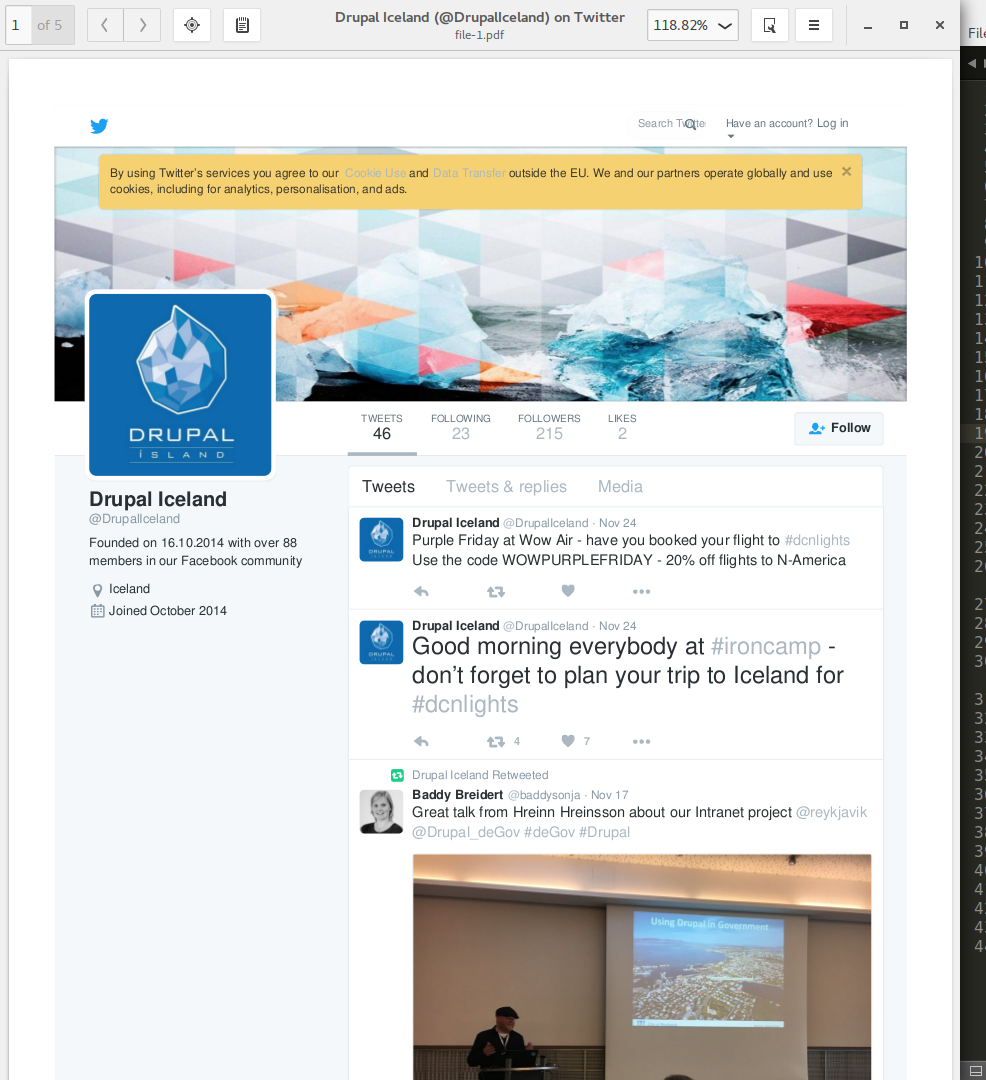 1 of 5
Drupal Iceland (@DrupalIceland) on Twitter
file-1.pdf
118.82%
File
Search Twitte
Have an account? Log in
By using Twitter's services you agree to our Cookie Use and Data Transfer outside the EU. We and our partners operate globally and use
cookies, including for analytics, personalisation, and ads.
DRUPAL
ÍSLAND
TWEETS
46
FOLLOWING
23
FOLLOWERS
215
LIKES
2
Follow
Drupal Iceland
@DrupalIceland
Founded on 16.10.2014 with over 88
members in our Facebook community
Iceland
Joined October 2014
Tweets
Tweets & replies
Media
Drupal Iceland @DrupalIceland · Nov 24
Purple Friday at Wow Air - have you booked your flight to #dcnlights
Use the code WOWPURPLEFRIDAY - 20% off flights to N-America
Drupal Iceland @DrupalIceland · Nov 24
Good morning everybody at #ironcamp -
don't forget to plan your trip to Iceland for
#dcnlights
4
7
Drupal Iceland Retweeted
Baddy Breidert @baddysonja · Nov 17
Great talk from Hreinn Hreinsson about our Intranet project @reykjavik
@Drupal_deGov #deGov #Drupal
Using Drupal in Government